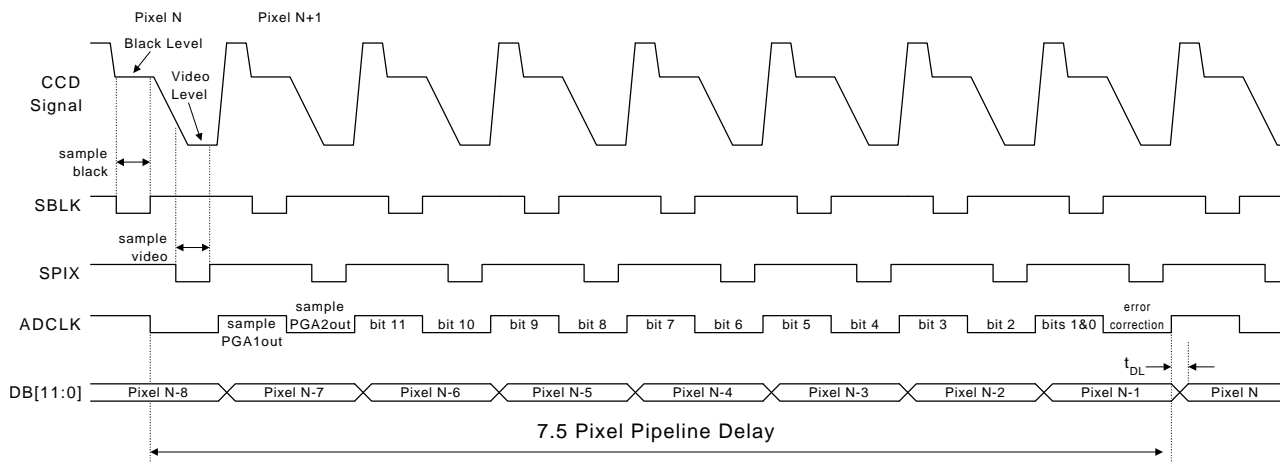 Pixel N
Pixel N+1
Black Level
Video
Level
CCD
Signal
sample
black
SBLK
sample
video
SPIX
ADCLK
sample
PGA1out
sample
PGA2out
bit 11
bit 10
bit 9
bit 8
bit 7
bit 6
bit 5
bit 4
bit 3
bit 2
bits 1&0
error
correction
tDL
DB[11:0]
Pixel N-8
Pixel N-7
Pixel N-6
Pixel N-5
Pixel N-4
Pixel N-3
Pixel N-2
Pixel N-1
Pixel N
7.5 Pixel Pipeline Delay